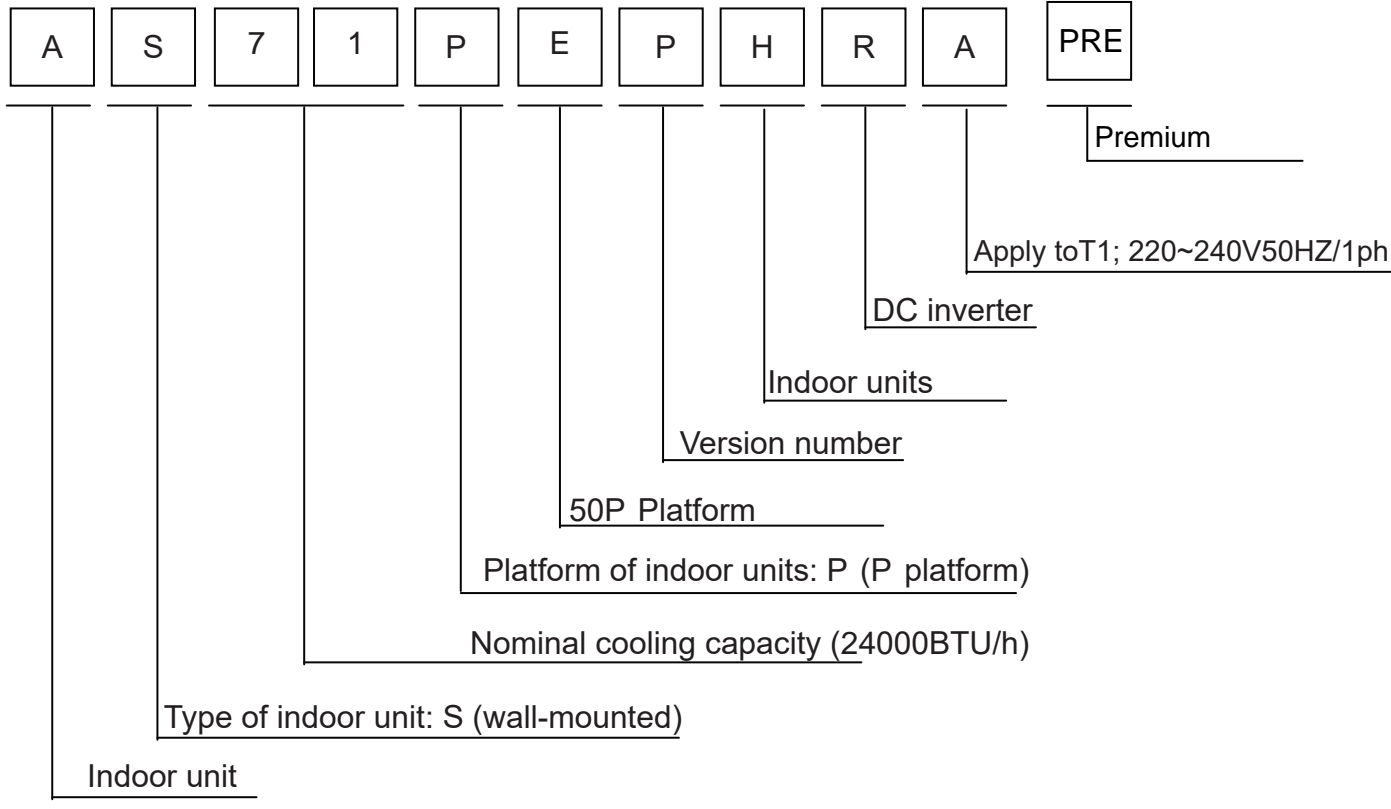 A S 7 1 P E P H R A PRE
Premium
Apply toT1; 220~240V50HZ/1ph
DC inverter
Indoor units
Version number
50P Platform
Platform of indoor units: P (P platform)
Nominal cooling capacity (24000BTU/h)
Type of indoor unit: S (wall-mounted)
Indoor unit